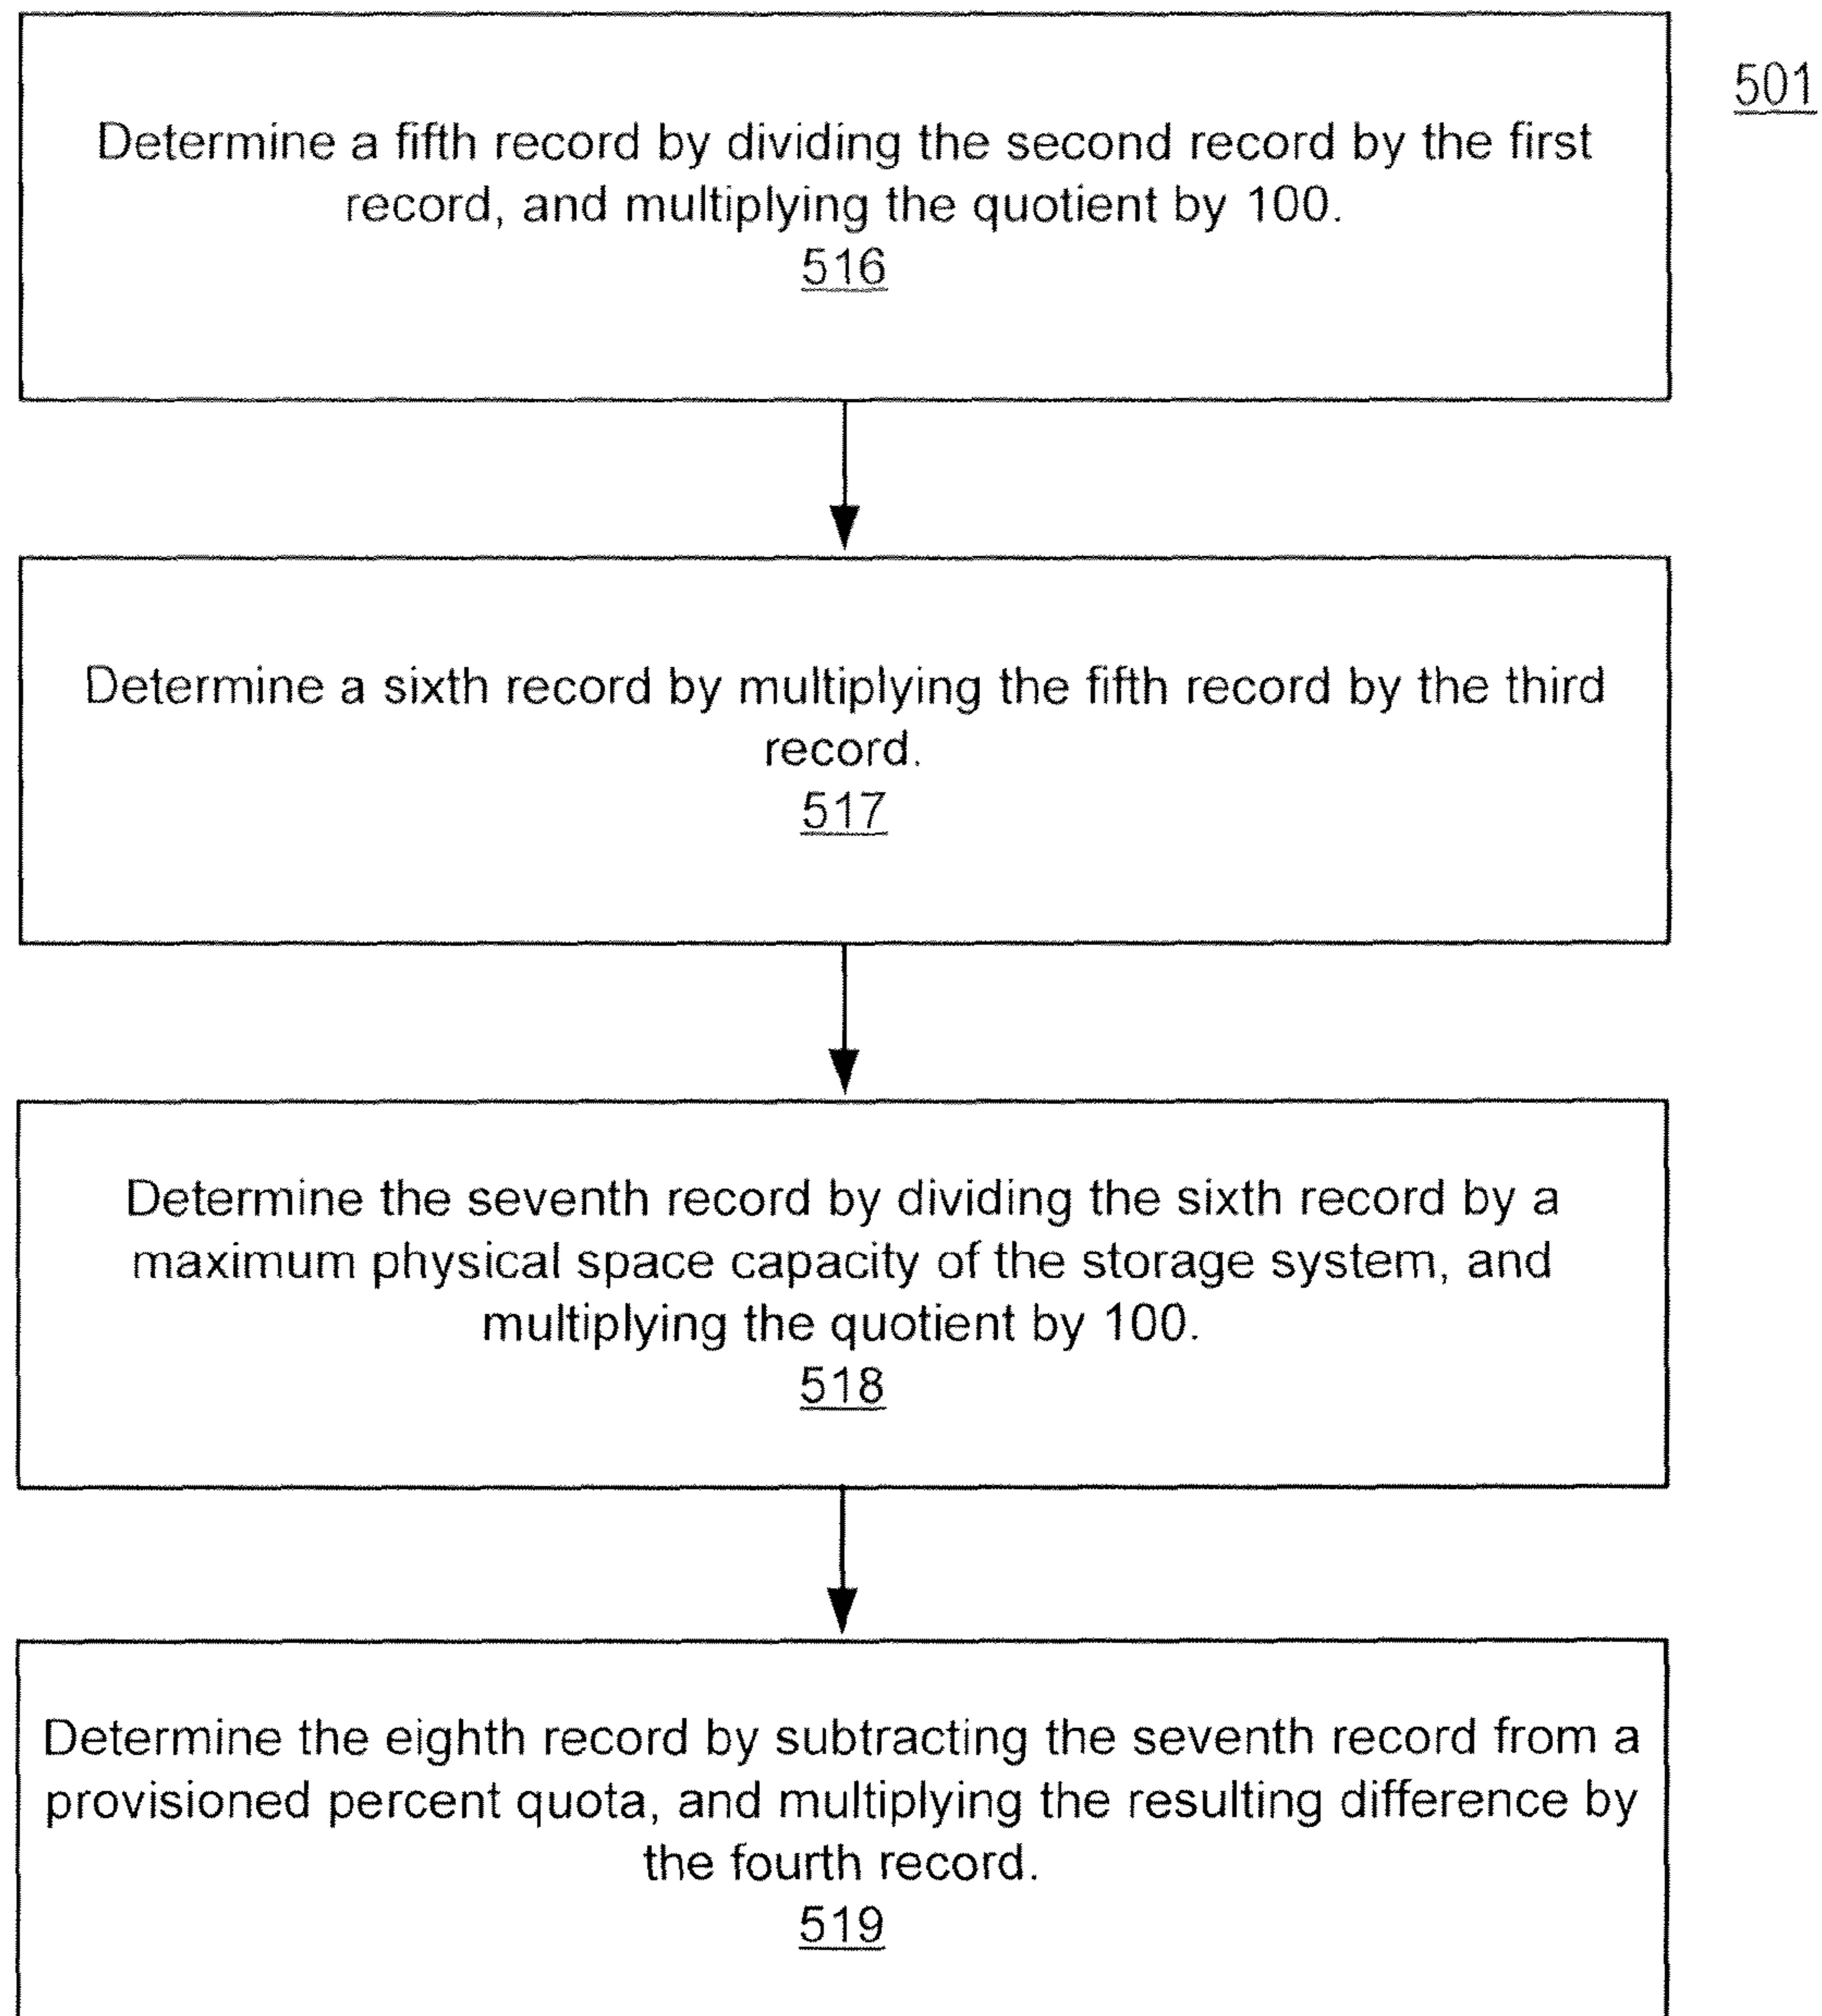 501
Determine a fifth record by dividing the second record by the first
record, and multiplying the quotient by 100.
516
Determine a sixth record by multiplying the fifth record by the third
record.
517
Determine the seventh record by dividing the sixth record by a
maximum physical space capacity of the storage system, and
multiplying the quotient by 100.
518
Determine the eighth record by subtracting the seventh record from a
provisioned percent quota, and multiplying the resulting difference by
the fourth record.
519